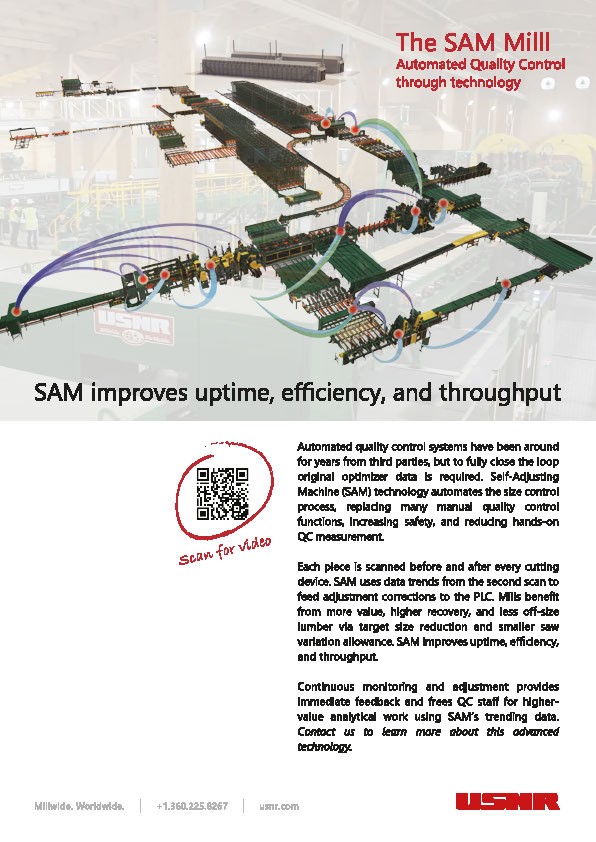 The SAM Milll
Automated Quality Control
through technology
USNR
SAM improves uptime, efficiency, and throughput
Scan for video
Automated quality control systems have been around
for years from third parties, but to fully close the loop
original optimizer data is required. Self-Adjusting
Machine (SAM) technology automates the size control
process, replacing many manual quality control
functions, increasing safety, and reducing hands-on
QC measurement.
Each piece is scanned before and after every cutting
device. SAM uses data trends from the second scan to
feed adjustment corrections to the PLC. Mills benefit
from more value, higher recovery, and less off-size
lumber via target size reduction and smaller saw
variation allowance. SAM improves uptime, efficiency,
and throughput.
Continuous monitoring and adjustment provides
immediate feedback and frees QC staff for higher-
value analytical work using SAM's trending data.
Contact us to learn more about this advanced
technology.
Millwide. Worldwide.
+1.360.225.8267
usnr.com
USNR